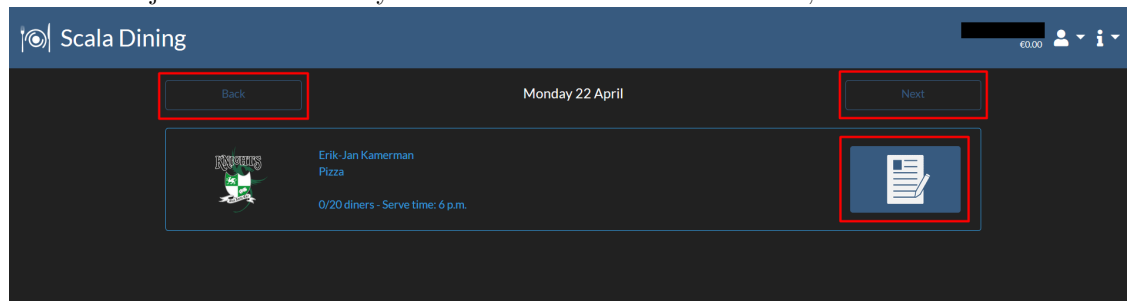 Scala Dining
€0.00
Back
Monday 22 April
Next
KNIGHTS
Erik-Jan Kamerman
Pizza
0/20 diners - Serve time: 6 p.m.